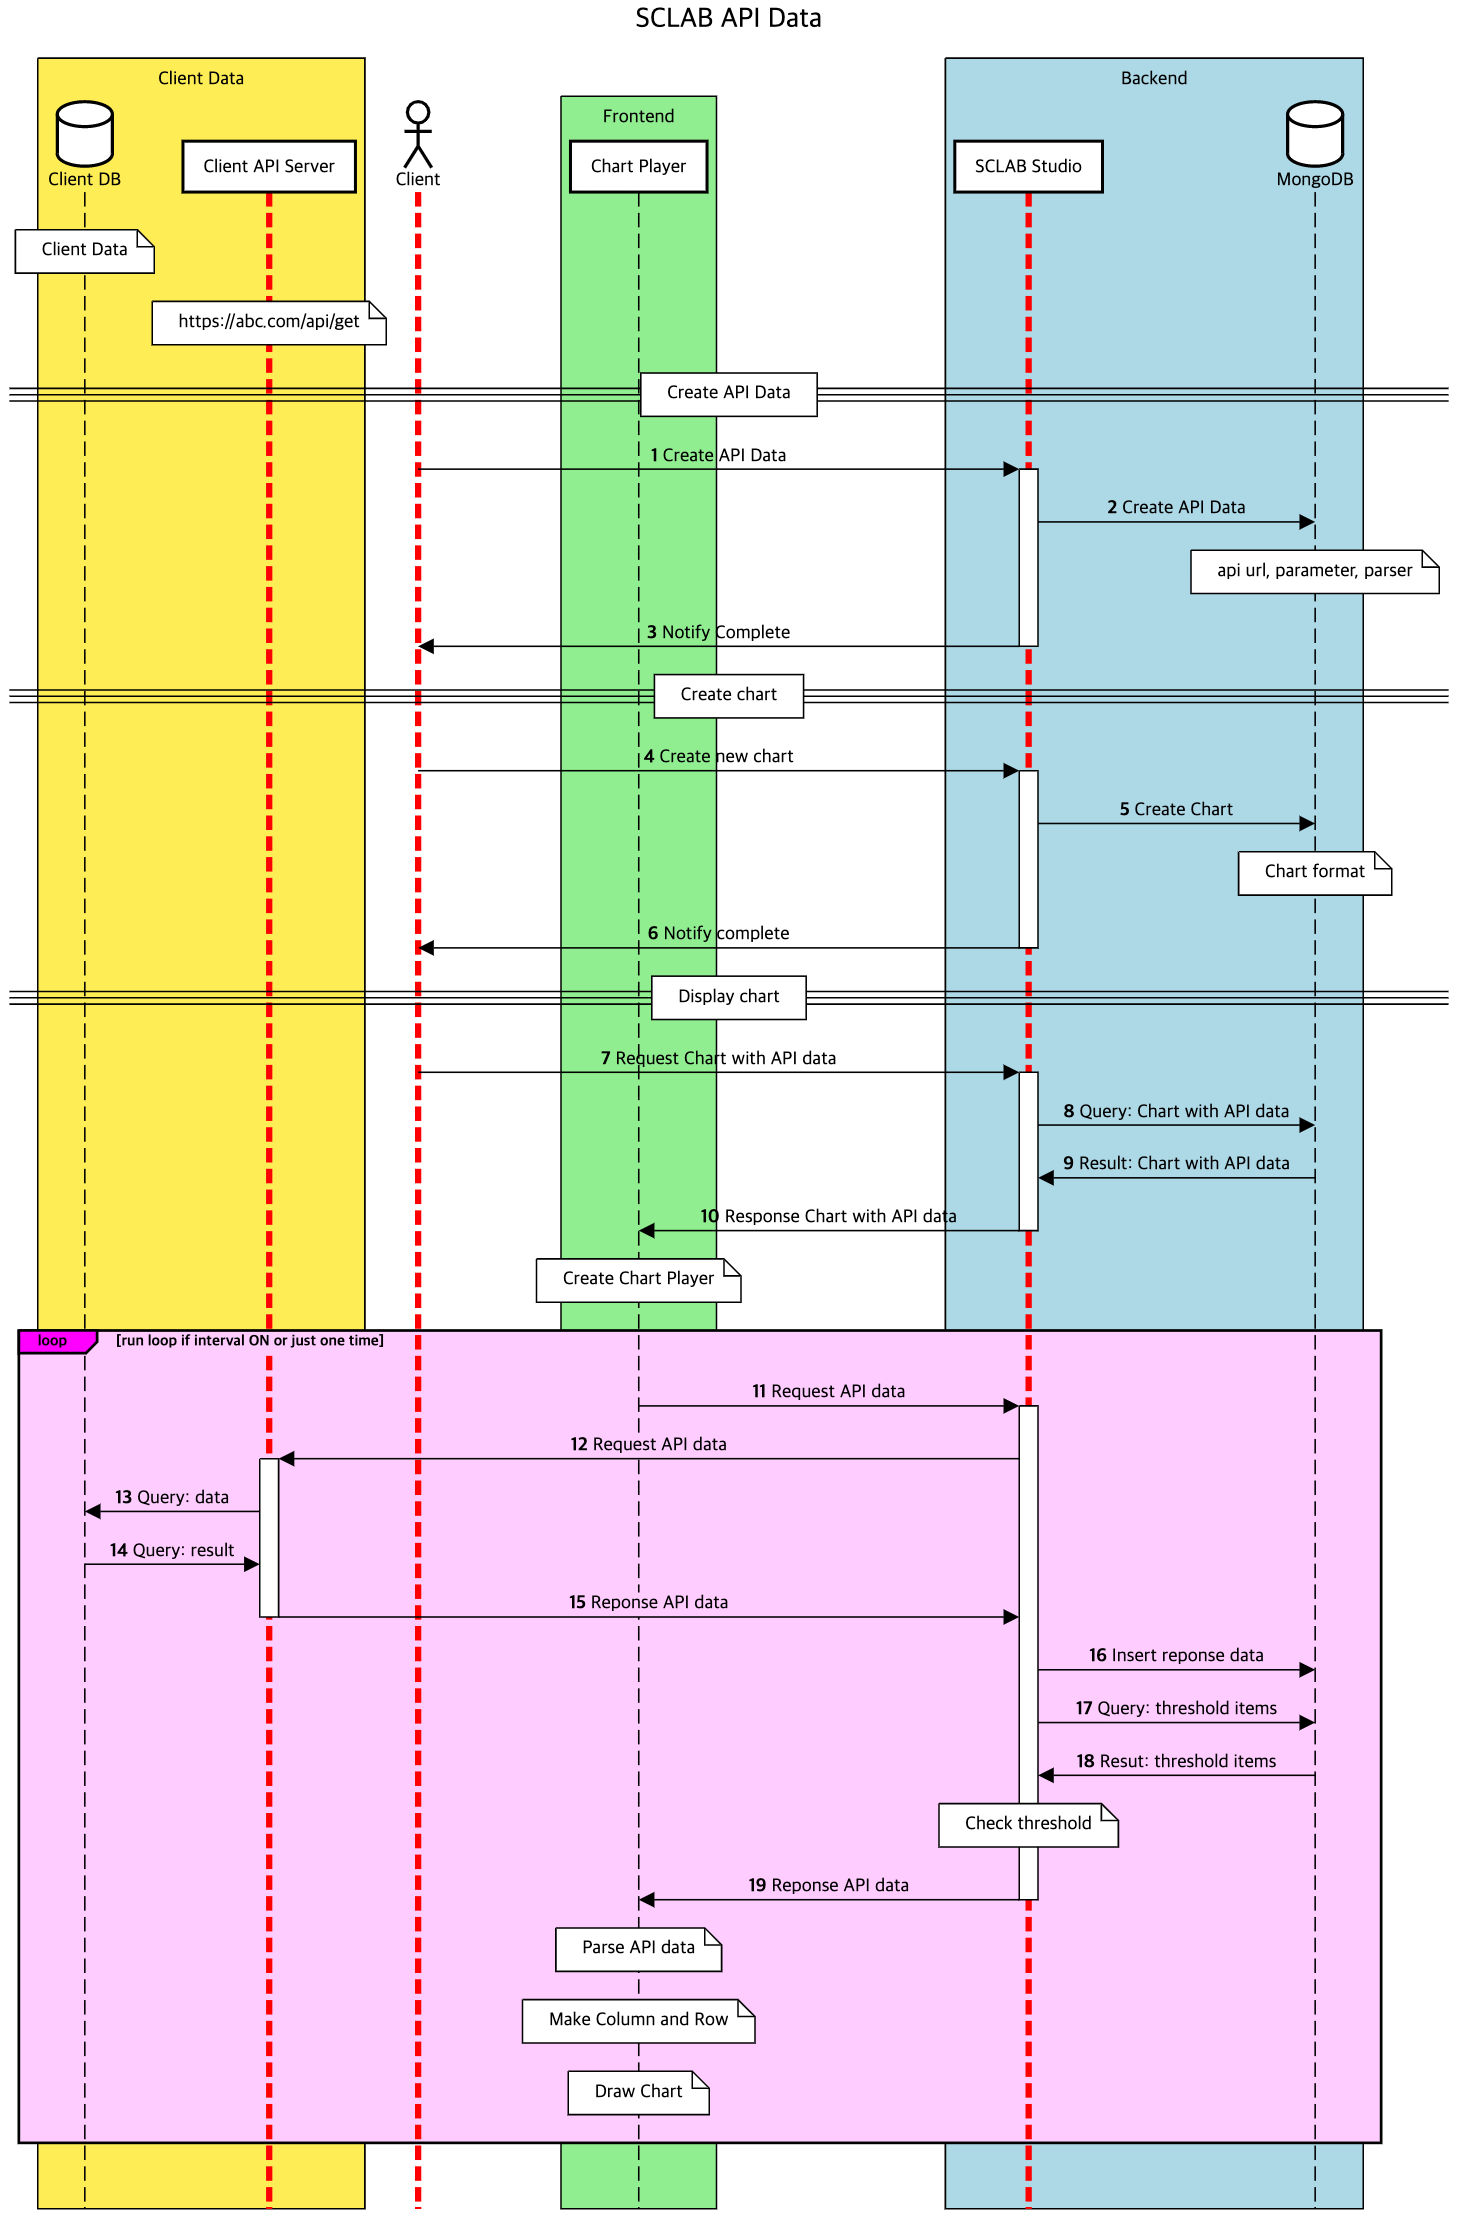 SCLAB API Data
Client Data
Backend
Frontend
Client DB
Client API Server
Client
Chart Player
SCLAB Studio
MongoDB
Client Data
https://abc.com/api/get
Create API Data
1 Create API Data
2 Create API Data
api url, parameter, parser
3 Notify Complete
Create chart
4 Create new chart
5 Create Chart
Chart format
6 Notify complete
Display chart
7 Request Chart with API data
8 Query: Chart with API data
9 Result: Chart with API data
10 Response Chart with API data
Create Chart Player
loop [run loop if interval ON or just one time]
11 Request API data
12 Request API data
13 Query: data
14 Query: result
15 Reponse API data
16 Insert reponse data
17 Query: threshold items
18 Resut: threshold items
Check threshold
19 Reponse API data
Parse API data
Make Column and Row
Draw Chart